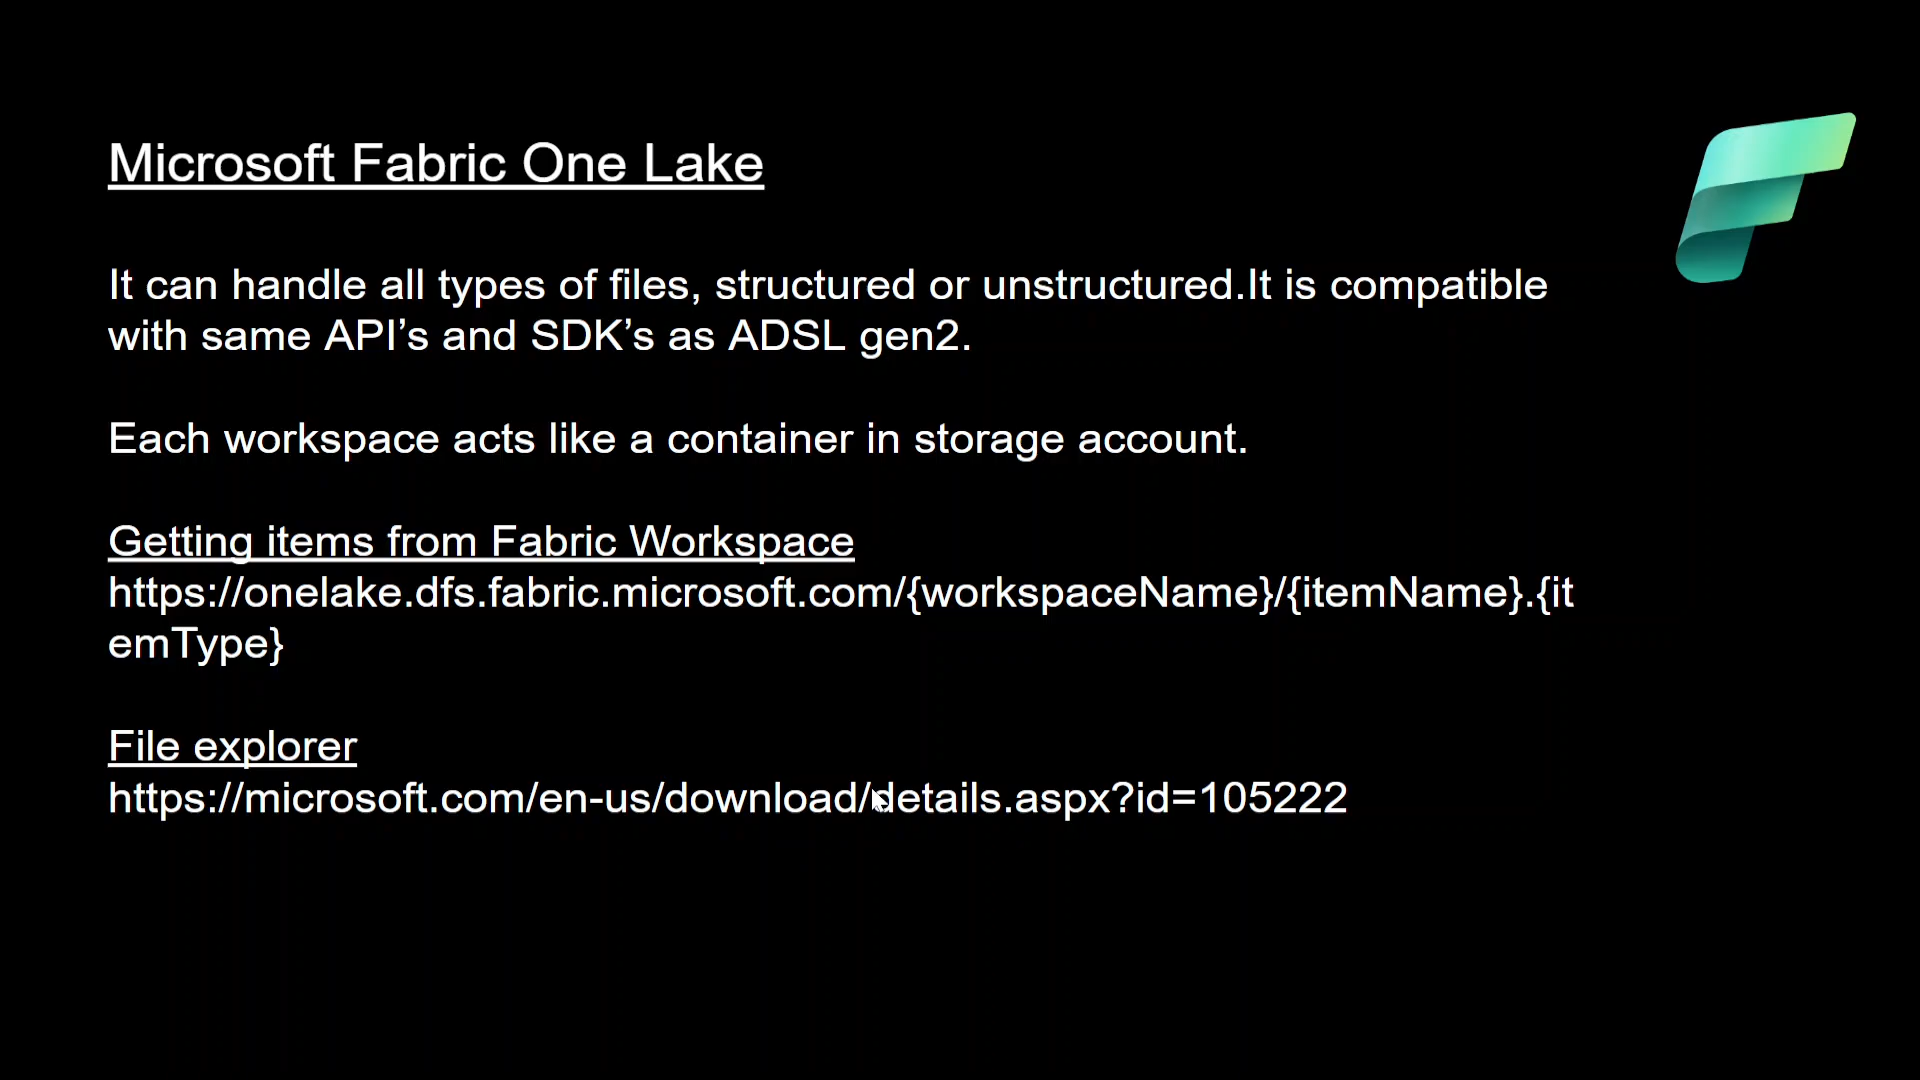 Microsoft Fabric One Lake
It can handle all types of files, structured or unstructured.It is compatible
with same API’s and SDK’s as ADSL gen2.
Each workspace acts like a container in storage account.
Getting items from Fabric Workspace
https://onelake.dfs.fabric.microsoft.com/{workspaceName}/{itemName}.{it
emType}
File explorer
https://microsoft.com/en-us/download/details.aspx?id=105222